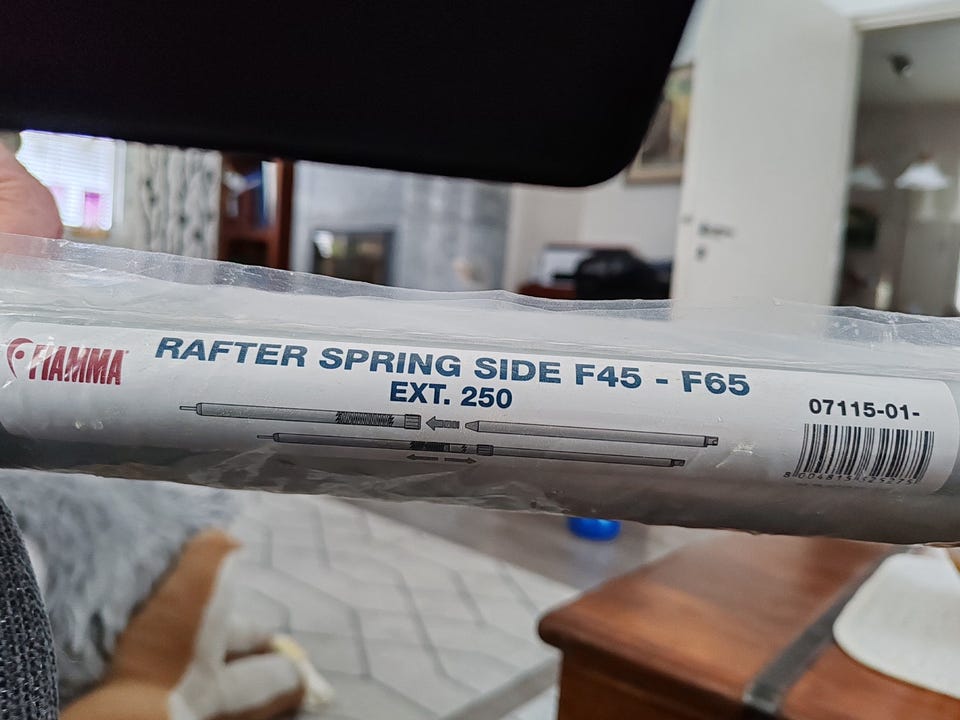 FIAMMA
RAFTER SPRING SIDE F45 - F65
EXT. 250
07115-01-